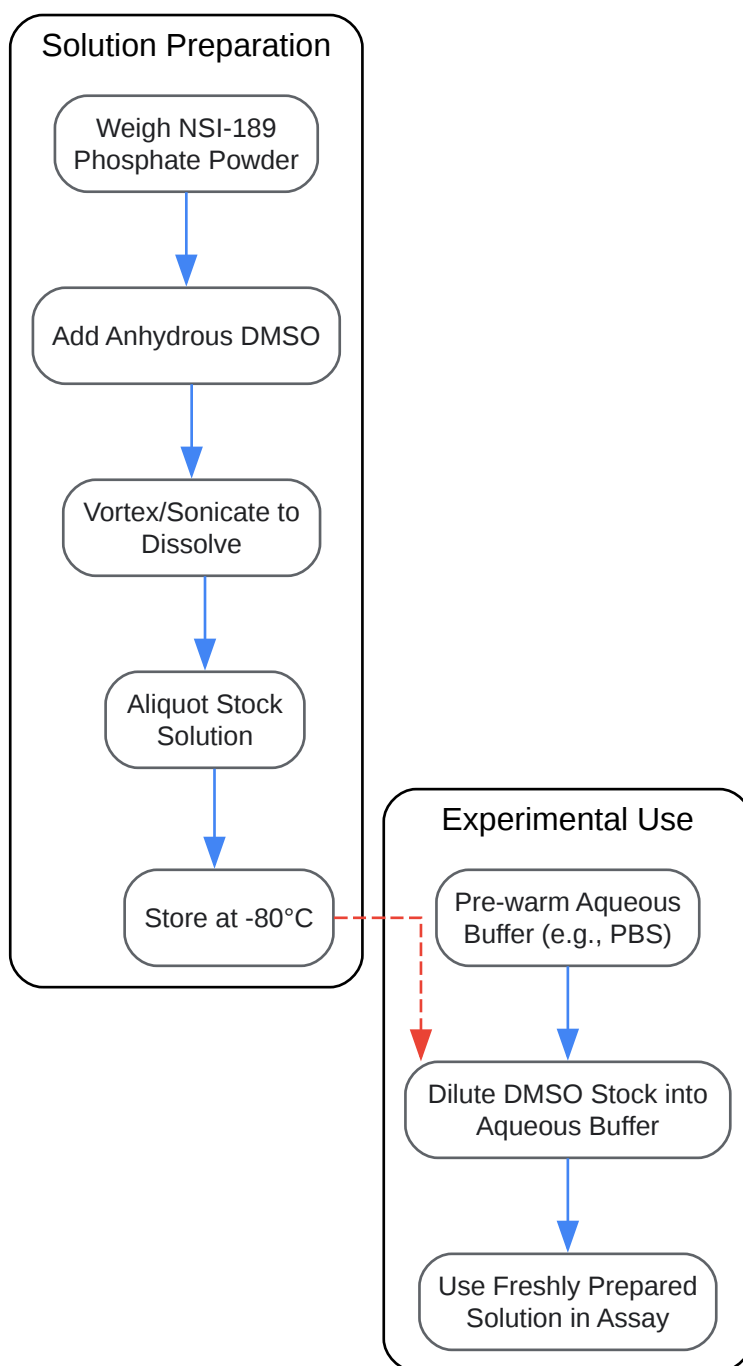 Solution Preparation
Weigh NSI-189
Phosphate Powder
Add Anhydrous DMSO
Vortex/Sonicate to
Dissolve
Aliquot Stock
Solution
Store at -80°C
Experimental Use
Pre-warm Aqueous
Buffer (e.g., PBS)
Dilute DMSO Stock into
Aqueous Buffer
Use Freshly Prepared
Solution in Assay